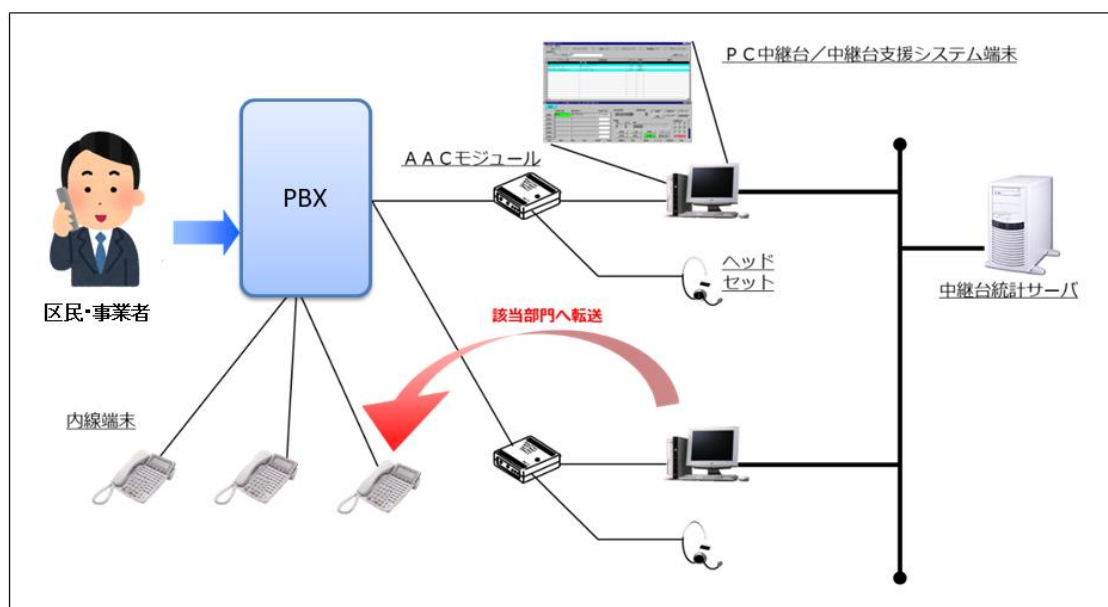 ＰＣ中継台／中継台支援システム端末
ＡＡＣモジュール
PBX
ヘッド
セット
中継台統計サーバ
区民・事業者
該当部門へ転送
内線端末